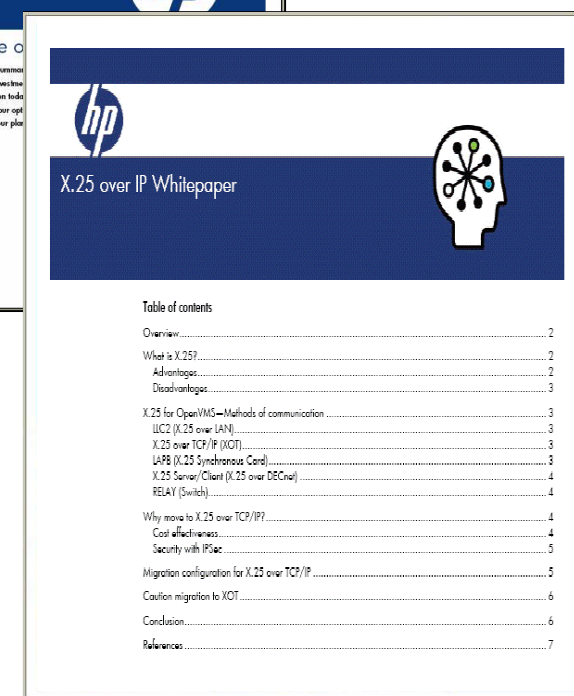 e o
hp
X.25 over IP Whitepaper
Table of contents
Overview 2
What is X.25? 2
Advantages 2
Disadvantages 3
X.25 for OpenVMS—Methods of communication 3
LLC2 (X.25 over LAN) 3
X.25 over TCP/IP (XOT) 3
LAPB (X.25 Synchronous Card) 3
X.25 Server/Client (X.25 over DECnet) 4
RELAY (Switch) 4
Why move to X.25 over TCP/IP? 4
Cost effectiveness 4
Security with IPSec 5
Migration configuration for X.25 over TCP/IP 5
Caution migration to XOT 6
Conclusion 6
References 7